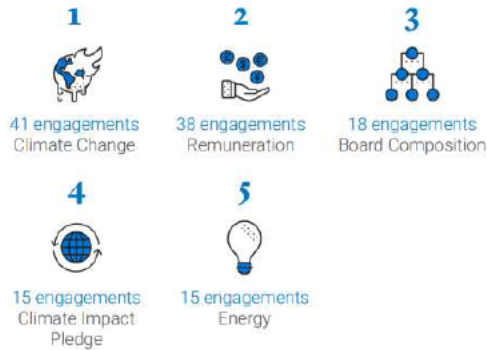 1
41 engagements
Climate Change
2
38 engagements
Remuneration
3
18 engagements
Board Composition
4
15 engagements
Climate Impact
Pledge
5
15 engagements
Energy